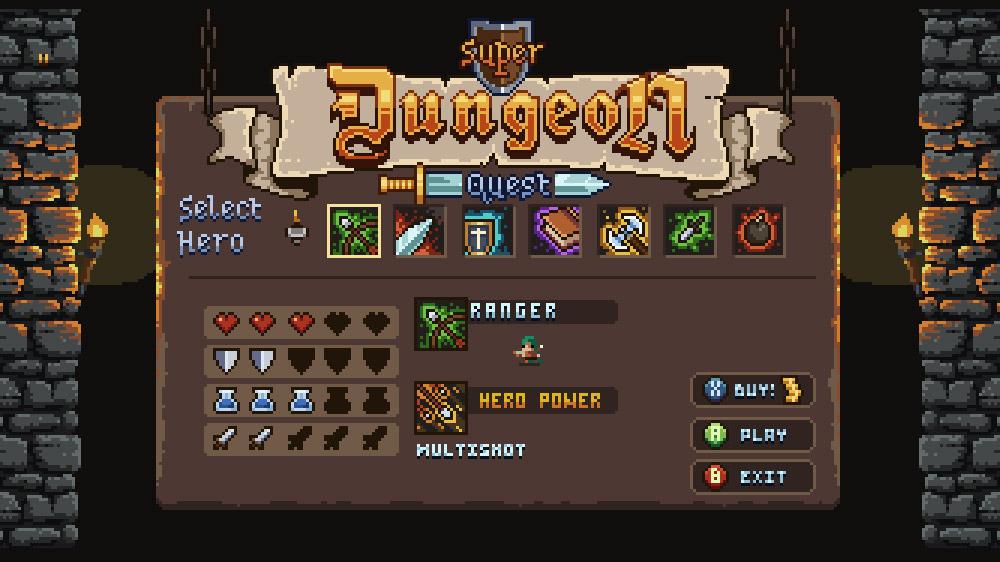 Super
Dungeon
Quest
Select
Hero
RANGER
HERO POWER
MULTISHOT
X BUY!
A PLAY
B EXIT